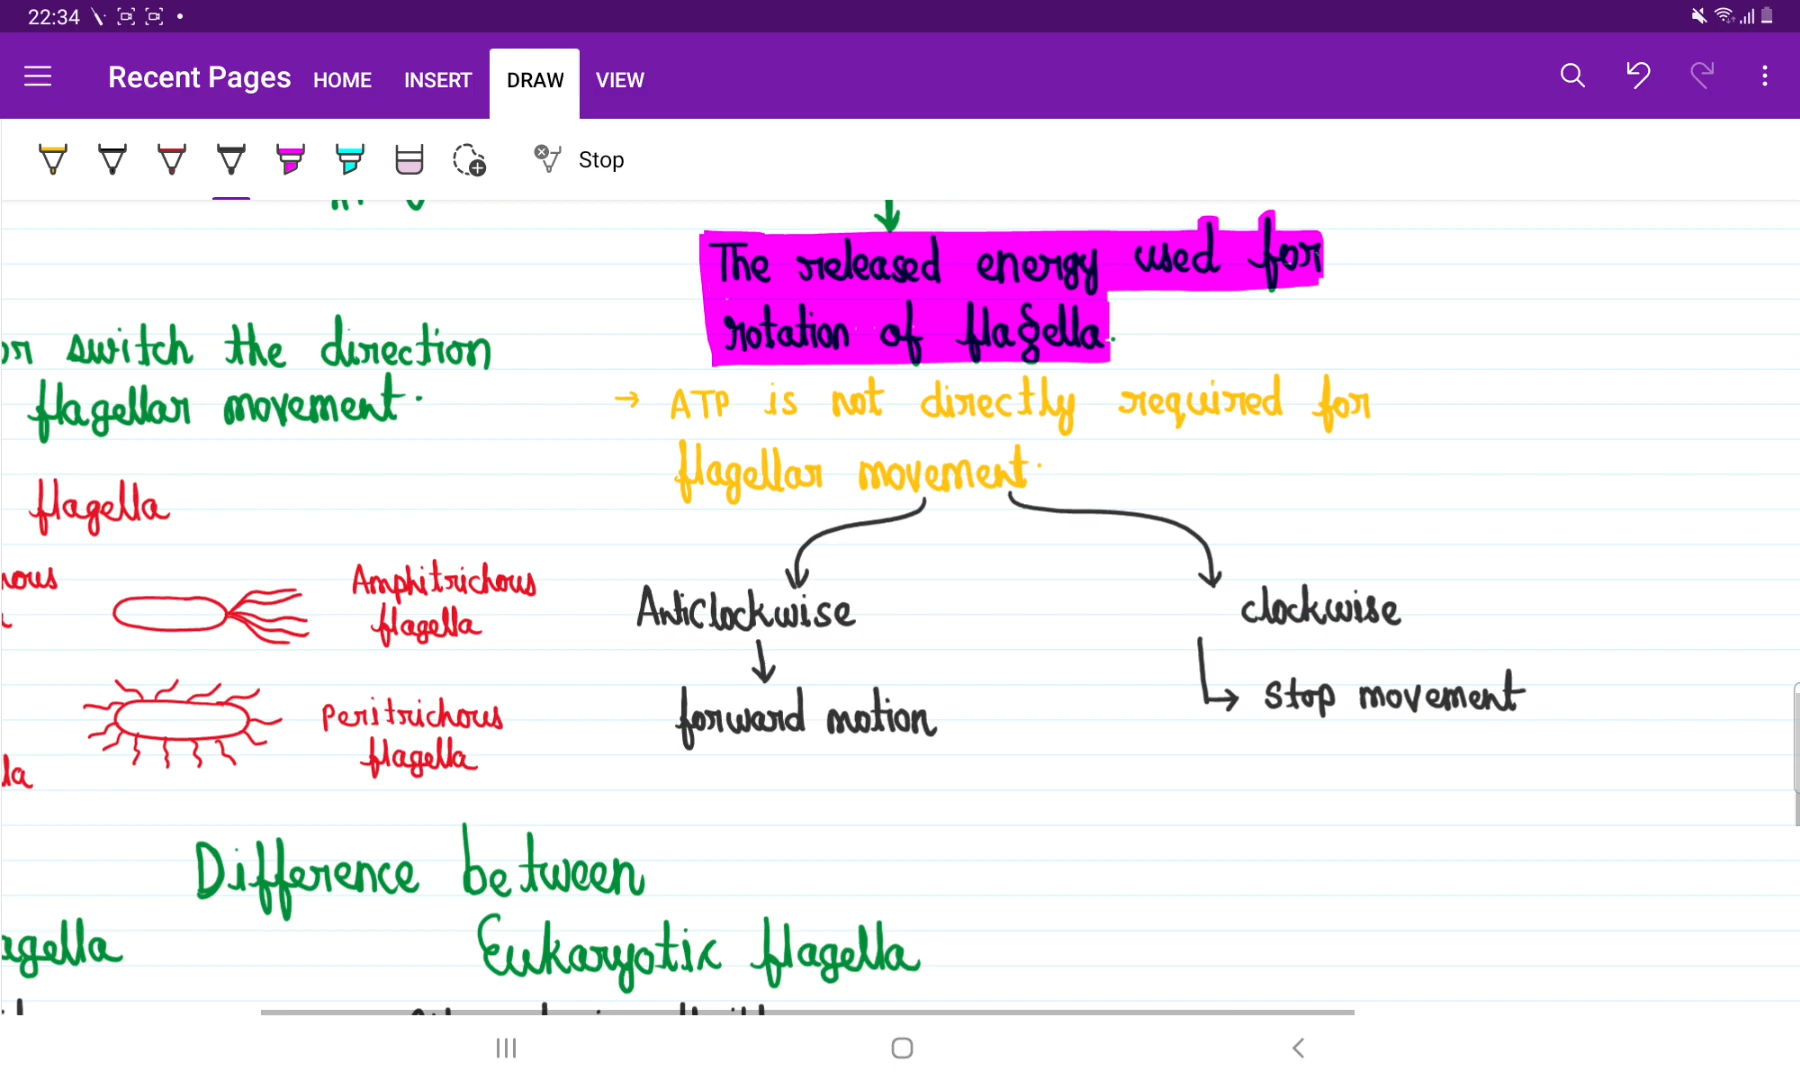 22:34
Recent Pages HOME INSERT DRAW VIEW
Stop
The released energy used for
rotation of flagella.
or switch the direction
flagellar movement.
→ ATP is not directly required for
flagellar movement.
flagella
Amphitrichous
flagella
Peritrichous
flagella
Anticlockwise
forward motion
clockwise
stop movement
Difference between
Eukaryotic flagella